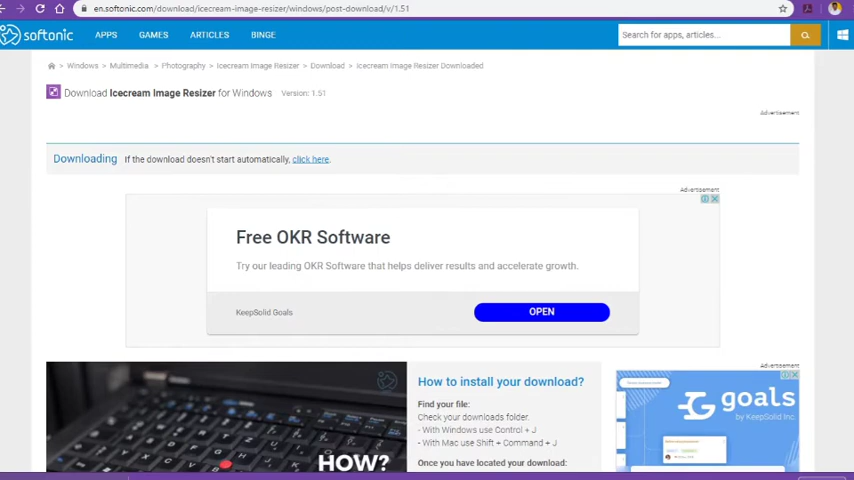 en.softonic.com/download/icecream-image-resizer/windows/post-download/v/1.51
softonic APPS GAMES ARTICLES BINGE Search for apps, articles...
Windows > Multimedia > Photography > Icecream Image Resizer > Download > Icecream Image Resizer Downloaded
Download Icecream Image Resizer for Windows Version: 1.51
Advertisement
Downloading If the download doesn't start automatically, click here.
Advertisement
Free OKR Software
Try our leading OKR Software that helps deliver results and accelerate growth.
KeepSolid Goals OPEN
Advertisement
How to install your download?
Find your file:
Check your downloads folder.
- With Windows use Control + J
- With Mac use Shift + Command + J
Once you have located your download:
HOW?
goals
by KeepSolid Inc.